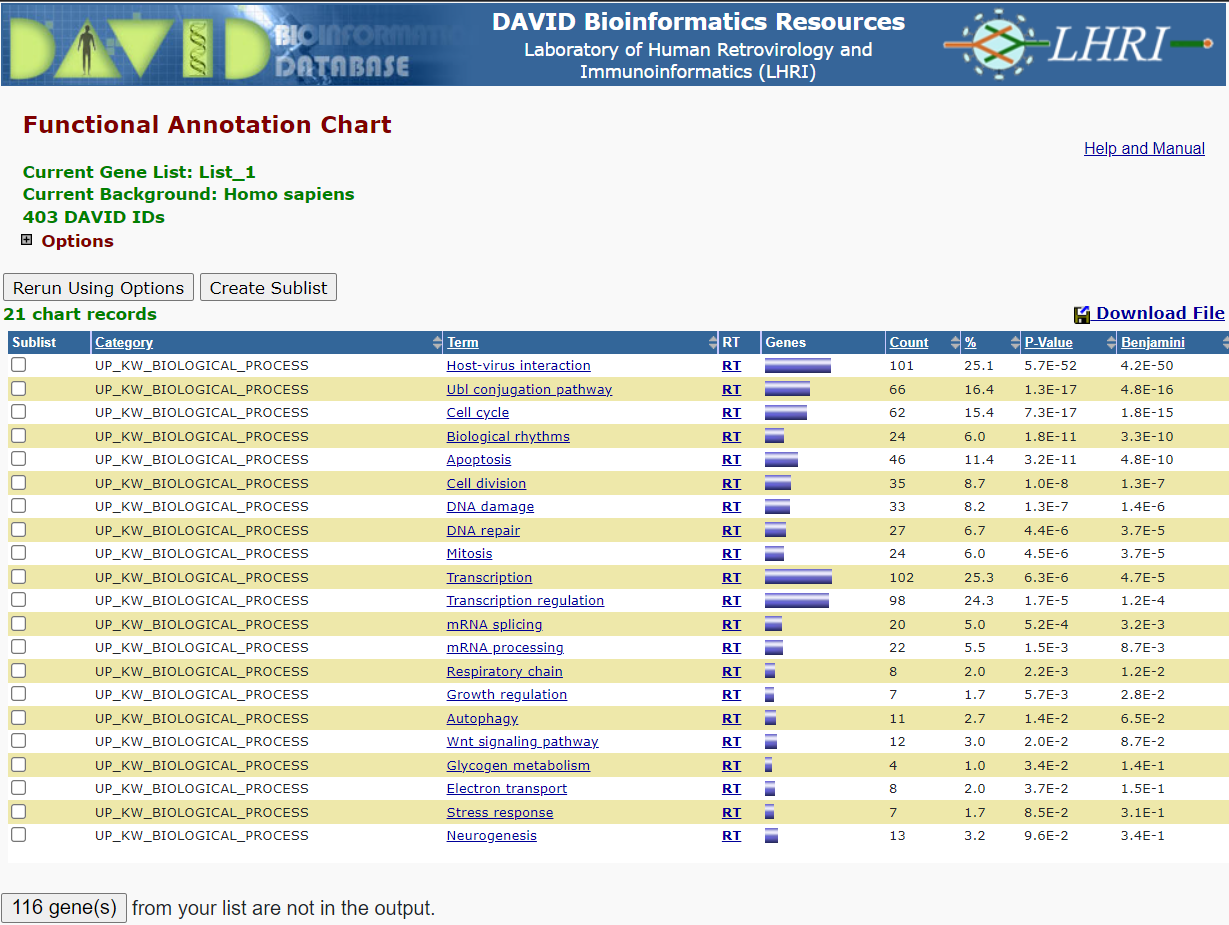 DAVID BIOINFORMATICS DATABASE
DAVID Bioinformatics Resources
Laboratory of Human Retrovirology and
Immunoinformatics (LHRI)
LHRI
Functional Annotation Chart
Help and Manual
Current Gene List: List_1
Current Background: Homo sapiens
403 DAVID IDs
Options
Rerun Using Options Create Sublist
21 chart records
Download File
Sublist Category Term RT Genes Count % P-Value Benjamini
UP_KW_BIOLOGICAL_PROCESS Host-virus interaction RT 101 25.1 5.7E-52 4.2E-50
UP_KW_BIOLOGICAL_PROCESS Ubl conjugation pathway RT 66 16.4 1.3E-17 4.8E-16
UP_KW_BIOLOGICAL_PROCESS Cell cycle RT 62 15.4 7.3E-17 1.8E-15
UP_KW_BIOLOGICAL_PROCESS Biological rhythms RT 24 6.0 1.8E-11 3.3E-10
UP_KW_BIOLOGICAL_PROCESS Apoptosis RT 46 11.4 3.2E-11 4.8E-10
UP_KW_BIOLOGICAL_PROCESS Cell division RT 35 8.7 1.0E-8 1.3E-7
UP_KW_BIOLOGICAL_PROCESS DNA damage RT 33 8.2 1.3E-7 1.4E-6
UP_KW_BIOLOGICAL_PROCESS DNA repair RT 27 6.7 4.4E-6 3.7E-5
UP_KW_BIOLOGICAL_PROCESS Mitosis RT 24 6.0 4.5E-6 3.7E-5
UP_KW_BIOLOGICAL_PROCESS Transcription RT 102 25.3 6.3E-6 4.7E-5
UP_KW_BIOLOGICAL_PROCESS Transcription regulation RT 98 24.3 1.7E-5 1.2E-4
UP_KW_BIOLOGICAL_PROCESS mRNA splicing RT 20 5.0 5.2E-4 3.2E-3
UP_KW_BIOLOGICAL_PROCESS mRNA processing RT 22 5.5 1.5E-3 8.7E-3
UP_KW_BIOLOGICAL_PROCESS Respiratory chain RT 8 2.0 2.2E-3 1.2E-2
UP_KW_BIOLOGICAL_PROCESS Growth regulation RT 7 1.7 5.7E-3 2.8E-2
UP_KW_BIOLOGICAL_PROCESS Autophagy RT 11 2.7 1.4E-2 6.5E-2
UP_KW_BIOLOGICAL_PROCESS Wnt signaling pathway RT 12 3.0 2.0E-2 8.7E-2
UP_KW_BIOLOGICAL_PROCESS Glycogen metabolism RT 4 1.0 3.4E-2 1.4E-1
UP_KW_BIOLOGICAL_PROCESS Electron transport RT 8 2.0 3.7E-2 1.5E-1
UP_KW_BIOLOGICAL_PROCESS Stress response RT 7 1.7 8.5E-2 3.1E-1
UP_KW_BIOLOGICAL_PROCESS Neurogenesis RT 13 3.2 9.6E-2 3.4E-1
116 gene(s) from your list are not in the output.